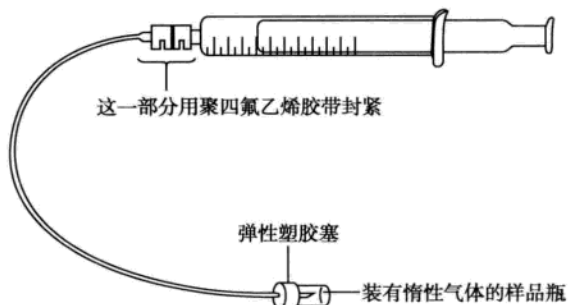 这一部分用聚四氟乙烯胶带封紧
弹性塑胶塞
装有惰性气体的样品瓶